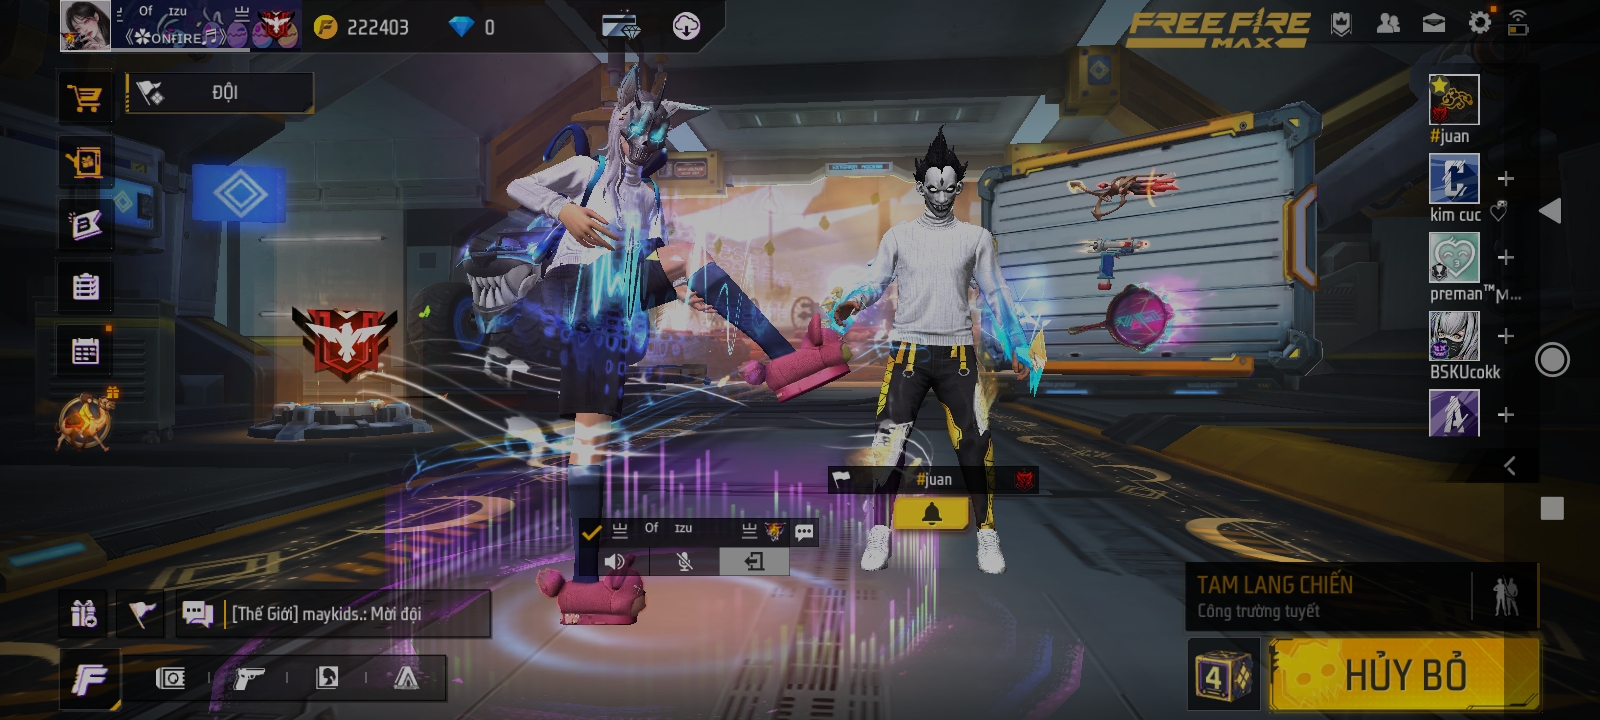 Of Izu
《✽ONFIRE♬》
222403
0
FREE FIRE
MAX
ĐỘI
#juan
kim cuc
preman™M...
BSKUcokk
#juan
Of Izu
TAM LANG CHIẾN
Công trường tuyết
[Thế Giới] maykids.: Mời đội
4
HỦY BỎ